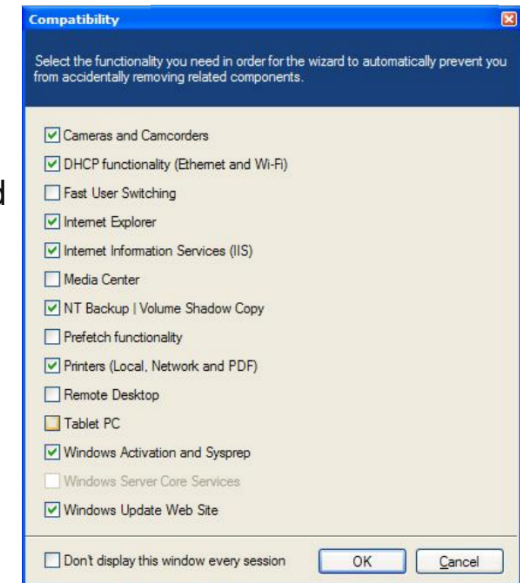 Compatibility
Select the functionality you need in order for the wizard to automatically prevent you
from accidentally removing related components.
Cameras and Camcorders
DHCP functionality (Ethernet and Wi-Fi)
Fast User Switching
Internet Explorer
Internet Information Services (IIS)
Media Center
NT Backup | Volume Shadow Copy
Prefetch functionality
Printers (Local, Network and PDF)
Remote Desktop
Tablet PC
Windows Activation and Sysprep
Windows Server Core Services
Windows Update Web Site
Don't display this window every session
OK
Cancel